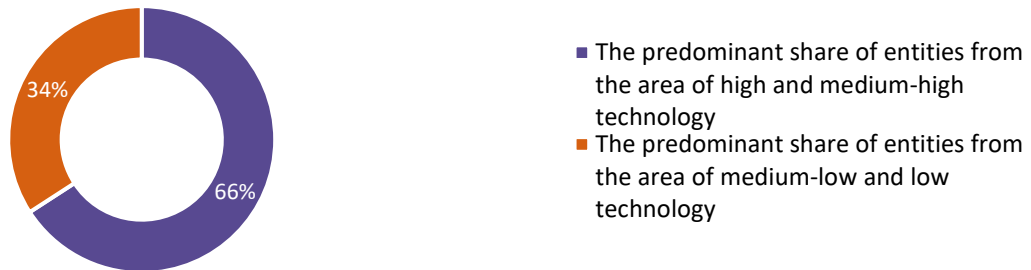 34%
66%
The predominant share of entities from
the area of high and medium-high
technology
The predominant share of entities from
the area of medium-low and low
technology